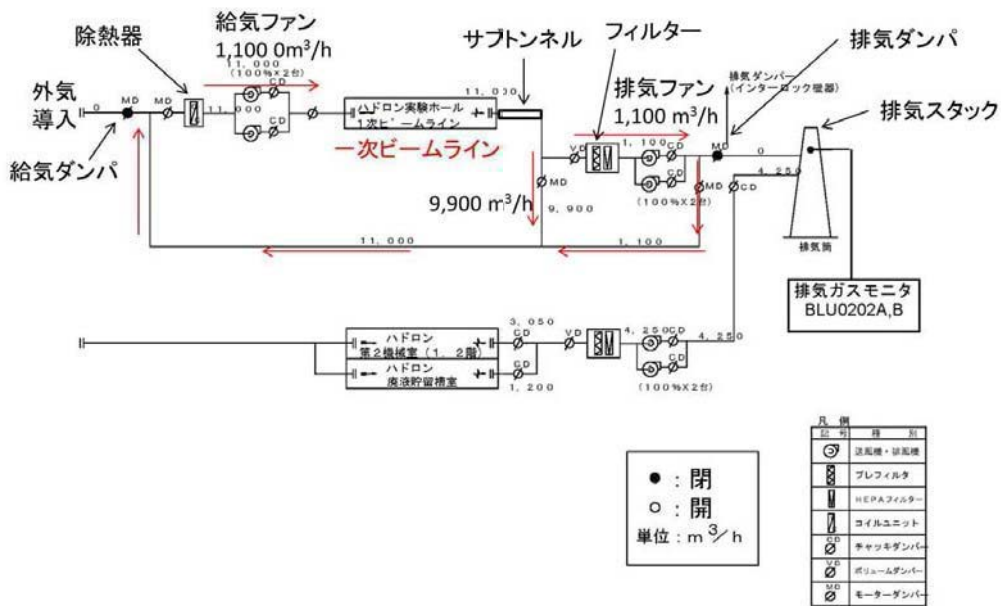 給気ファン
1,100 0m³/h
除熱器
サブトンネル
フィルター
排気ダンパ
排気ファン
1,100 m³/h
排気ダンパー
(インターロック機器)
排気スタック
外気
導入
給気ダンパ
0
MD
MD
11,000
11,000
(100%X2台)
CD
CD
ハドロン実験ホール
1次ビームライン
11,000
一次ビームライン
VD
1,100
CD
CD
(100%X2台)
MD
0
MD
CD
4,250
MD
9,900
9,900 m³/h
11,000
1,100
排気筒
排気ガスモニタ
BLU0202A,B
ハドロン
第2機械室(1,2階)
ハドロン
廃液貯留槽室
3,050
CD
CD
1,200
VD
4,250
CD
CD
(100%X2台)
4,250
●:閉
○:開
単位:m³/h
凡 例
記 号 種 別
送風機・排風機
プレフィルタ
HEPAフィルター
コイルユニット
CD チャッキダンパー
VD ボリュームダンパー
MD モーターダンパー